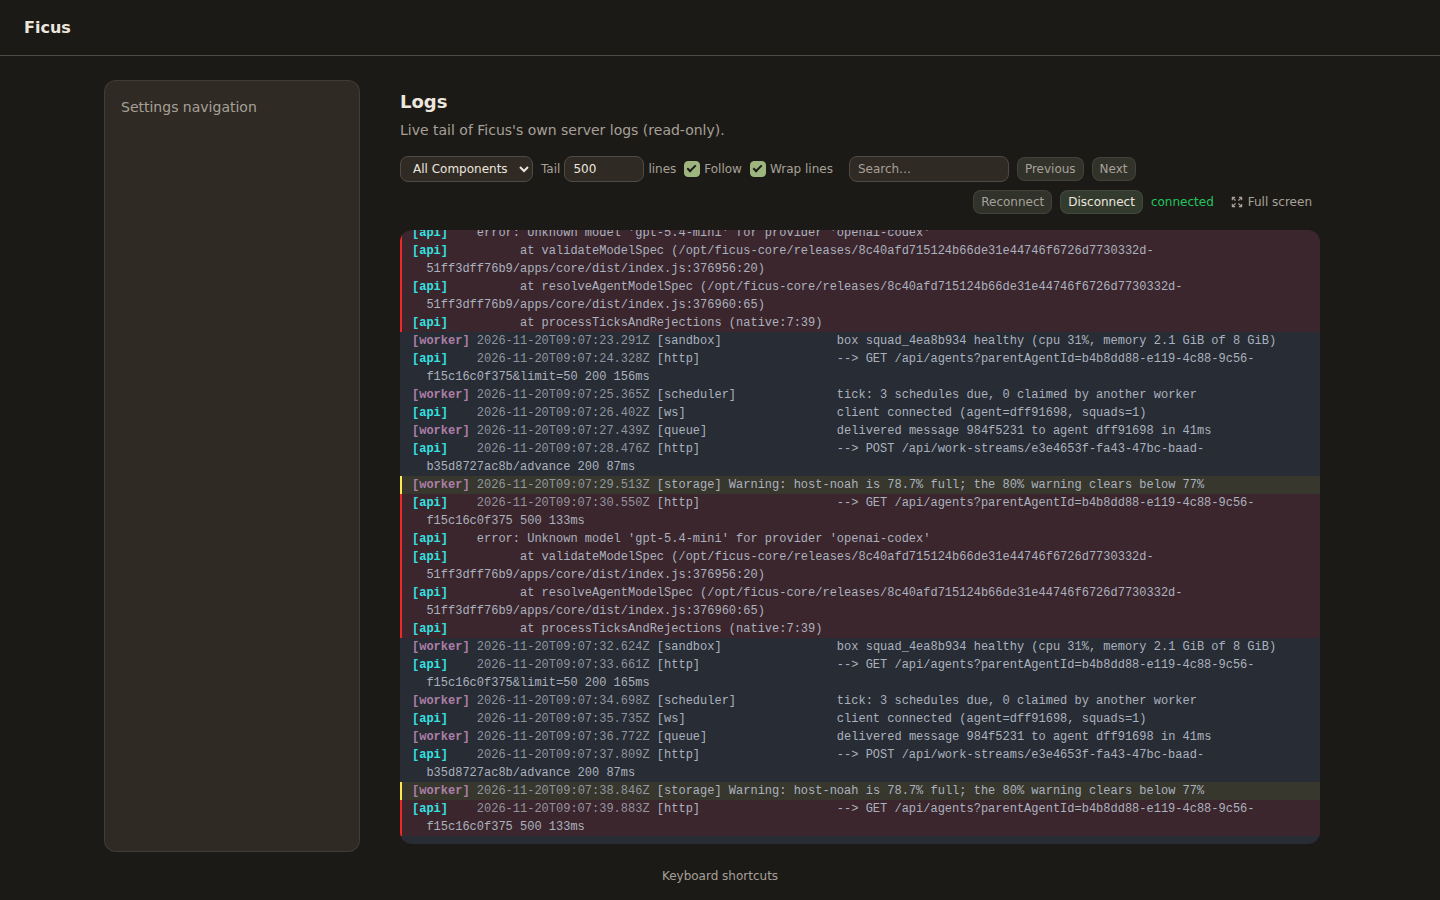 Ficus
Settings navigation
Logs
Live tail of Ficus's own server logs (read-only).
All Components Tail 500 lines Follow Wrap lines Search... Previous Next
Reconnect Disconnect connected Full screen
[api] error: Unknown model 'gpt-5.4-mini' for provider 'openai-codex'
[api] at validateModelSpec (/opt/ficus-core/releases/8c40afd715124b66de31e44746f6726d7730332d-
51ff3dff76b9/apps/core/dist/index.js:376956:20)
[api] at resolveAgentModelSpec (/opt/ficus-core/releases/8c40afd715124b66de31e44746f6726d7730332d-
51ff3dff76b9/apps/core/dist/index.js:376960:65)
[api] at processTicksAndRejections (native:7:39)
[worker] 2026-11-20T09:07:23.291Z [sandbox] box squad_4ea8b934 healthy (cpu 31%, memory 2.1 GiB of 8 GiB)
[api] 2026-11-20T09:07:24.328Z [http] --> GET /api/agents?parentAgentId=b4b8dd88-e119-4c88-9c56-
f15c16c0f375&limit=50 200 156ms
[worker] 2026-11-20T09:07:25.365Z [scheduler] tick: 3 schedules due, 0 claimed by another worker
[api] 2026-11-20T09:07:26.402Z [ws] client connected (agent=dff91698, squads=1)
[worker] 2026-11-20T09:07:27.439Z [queue] delivered message 984f5231 to agent dff91698 in 41ms
[api] 2026-11-20T09:07:28.476Z [http] --> POST /api/work-streams/e3e4653f-fa43-47bc-baad-
b35d8727ac8b/advance 200 87ms
[worker] 2026-11-20T09:07:29.513Z [storage] Warning: host-noah is 78.7% full; the 80% warning clears below 77%
[api] 2026-11-20T09:07:30.550Z [http] --> GET /api/agents?parentAgentId=b4b8dd88-e119-4c88-9c56-
f15c16c0f375 500 133ms
[api] error: Unknown model 'gpt-5.4-mini' for provider 'openai-codex'
[api] at validateModelSpec (/opt/ficus-core/releases/8c40afd715124b66de31e44746f6726d7730332d-
51ff3dff76b9/apps/core/dist/index.js:376956:20)
[api] at resolveAgentModelSpec (/opt/ficus-core/releases/8c40afd715124b66de31e44746f6726d7730332d-
51ff3dff76b9/apps/core/dist/index.js:376960:65)
[api] at processTicksAndRejections (native:7:39)
[worker] 2026-11-20T09:07:32.624Z [sandbox] box squad_4ea8b934 healthy (cpu 31%, memory 2.1 GiB of 8 GiB)
[api] 2026-11-20T09:07:33.661Z [http] --> GET /api/agents?parentAgentId=b4b8dd88-e119-4c88-9c56-
f15c16c0f375&limit=50 200 165ms
[worker] 2026-11-20T09:07:34.698Z [scheduler] tick: 3 schedules due, 0 claimed by another worker
[api] 2026-11-20T09:07:35.735Z [ws] client connected (agent=dff91698, squads=1)
[worker] 2026-11-20T09:07:36.772Z [queue] delivered message 984f5231 to agent dff91698 in 41ms
[api] 2026-11-20T09:07:37.809Z [http] --> POST /api/work-streams/e3e4653f-fa43-47bc-baad-
b35d8727ac8b/advance 200 87ms
[worker] 2026-11-20T09:07:38.846Z [storage] Warning: host-noah is 78.7% full; the 80% warning clears below 77%
[api] 2026-11-20T09:07:39.883Z [http] --> GET /api/agents?parentAgentId=b4b8dd88-e119-4c88-9c56-
f15c16c0f375 500 133ms
Keyboard shortcuts